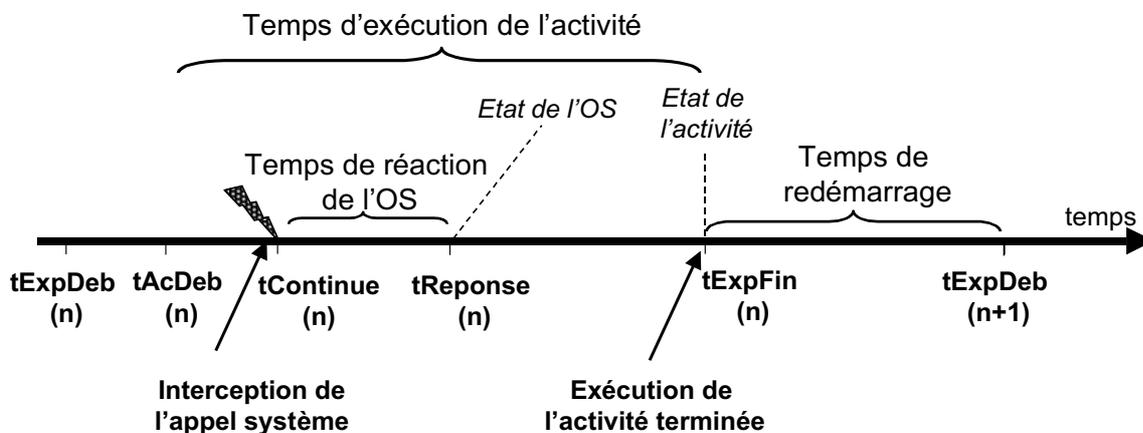 Temps d'exécution de l'activité
Etat de l'OS
Etat de
l'activité
Temps de réaction
de l'OS
Temps de
redémarrage
temps
tExpDeb
(n)
tAcDeb
(n)
tContinue
(n)
tReponse
(n)
tExpFin
(n)
tExpDeb
(n+1)
Interception de
l'appel système
Exécution de
l'activité terminée